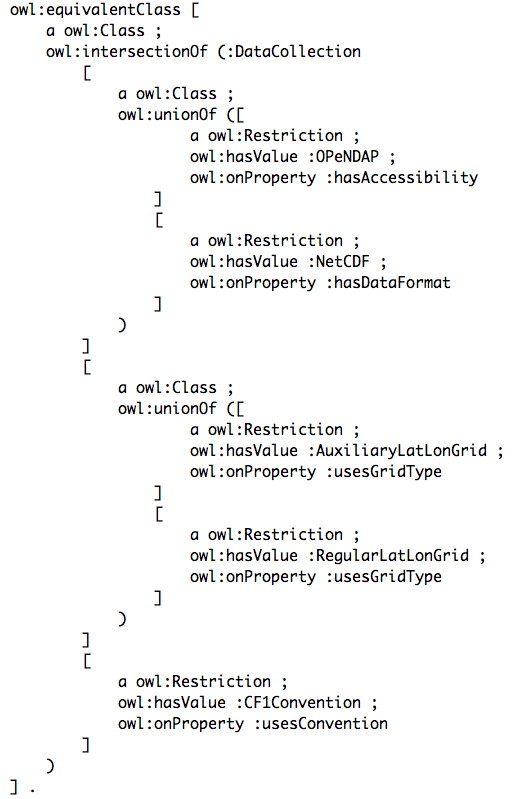 owl:equivalentClass [
a owl:Class ;
owl:intersectionOf (:DataCollection
[
a owl:Class ;
owl:unionOf ([
a owl:Restriction ;
owl:hasValue :OPeNDAP ;
owl:onProperty :hasAccessibility
]
[
a owl:Restriction ;
owl:hasValue :NetCDF ;
owl:onProperty :hasDataFormat
]
)
]
[
a owl:Class ;
owl:unionOf ([
a owl:Restriction ;
owl:hasValue :AuxiliaryLatLonGrid ;
owl:onProperty :usesGridType
]
[
a owl:Restriction ;
owl:hasValue :RegularLatLonGrid ;
owl:onProperty :usesGridType
]
)
]
[
a owl:Restriction ;
owl:hasValue :CF1Convention ;
owl:onProperty :usesConvention
]
)
] .